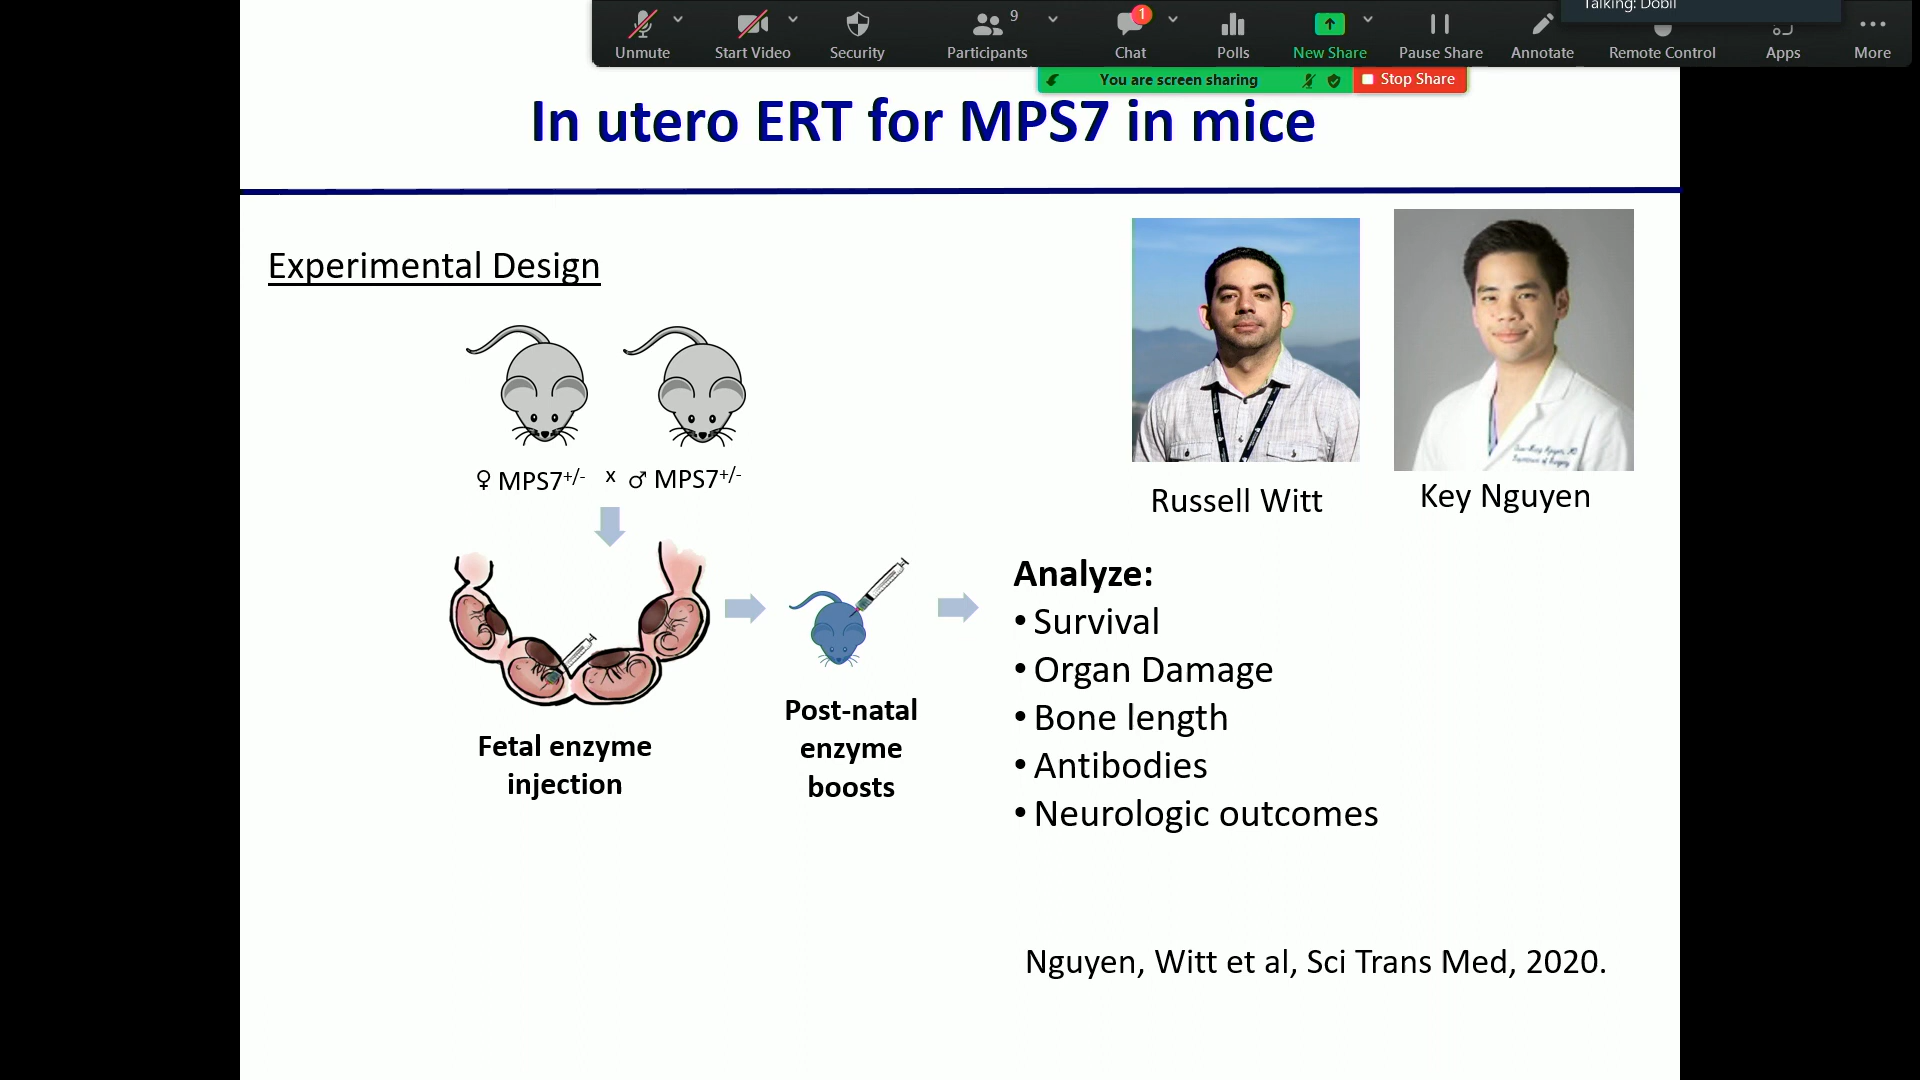 Talking: Dobil
9
1
Unmute
Start Video
Security
Participants
Chat
Polls
New Share
Pause Share
Annotate
Remote Control
Apps
More
You are screen sharing
Stop Share
In utero ERT for MPS7 in mice
Experimental Design
♀ MPS7+/- x ♂ MPS7+/-
Fetal enzyme
injection
Post-natal
enzyme
boosts
Russell Witt
Key Nguyen
Analyze:
• Survival
• Organ Damage
• Bone length
• Antibodies
• Neurologic outcomes
Nguyen, Witt et al, Sci Trans Med, 2020.